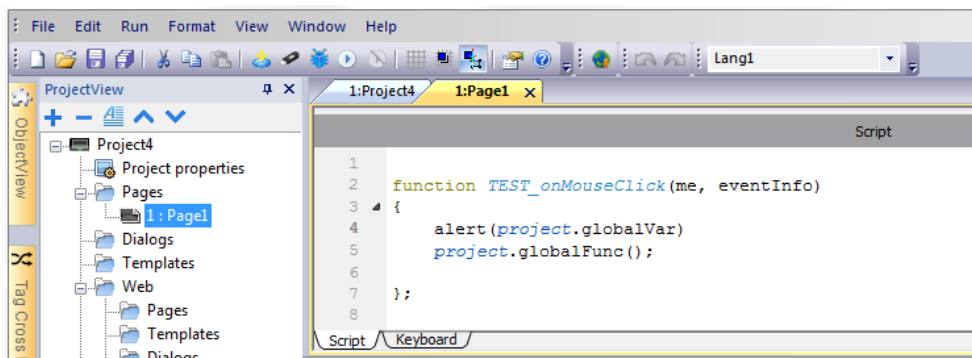 File Edit Run Format View Window Help
Lang1
ObjectView
Tag Cross
ProjectView
Project4
Project properties
Pages
1 : Page1
Dialogs
Templates
Web
Pages
Templates
Dialogs
1:Project4 1:Page1
Script
1
2 function TEST_onMouseClick(me, eventInfo)
3 {
4 alert(project.globalVar)
5 project.globalFunc();
6
7 };
8
Script Keyboard